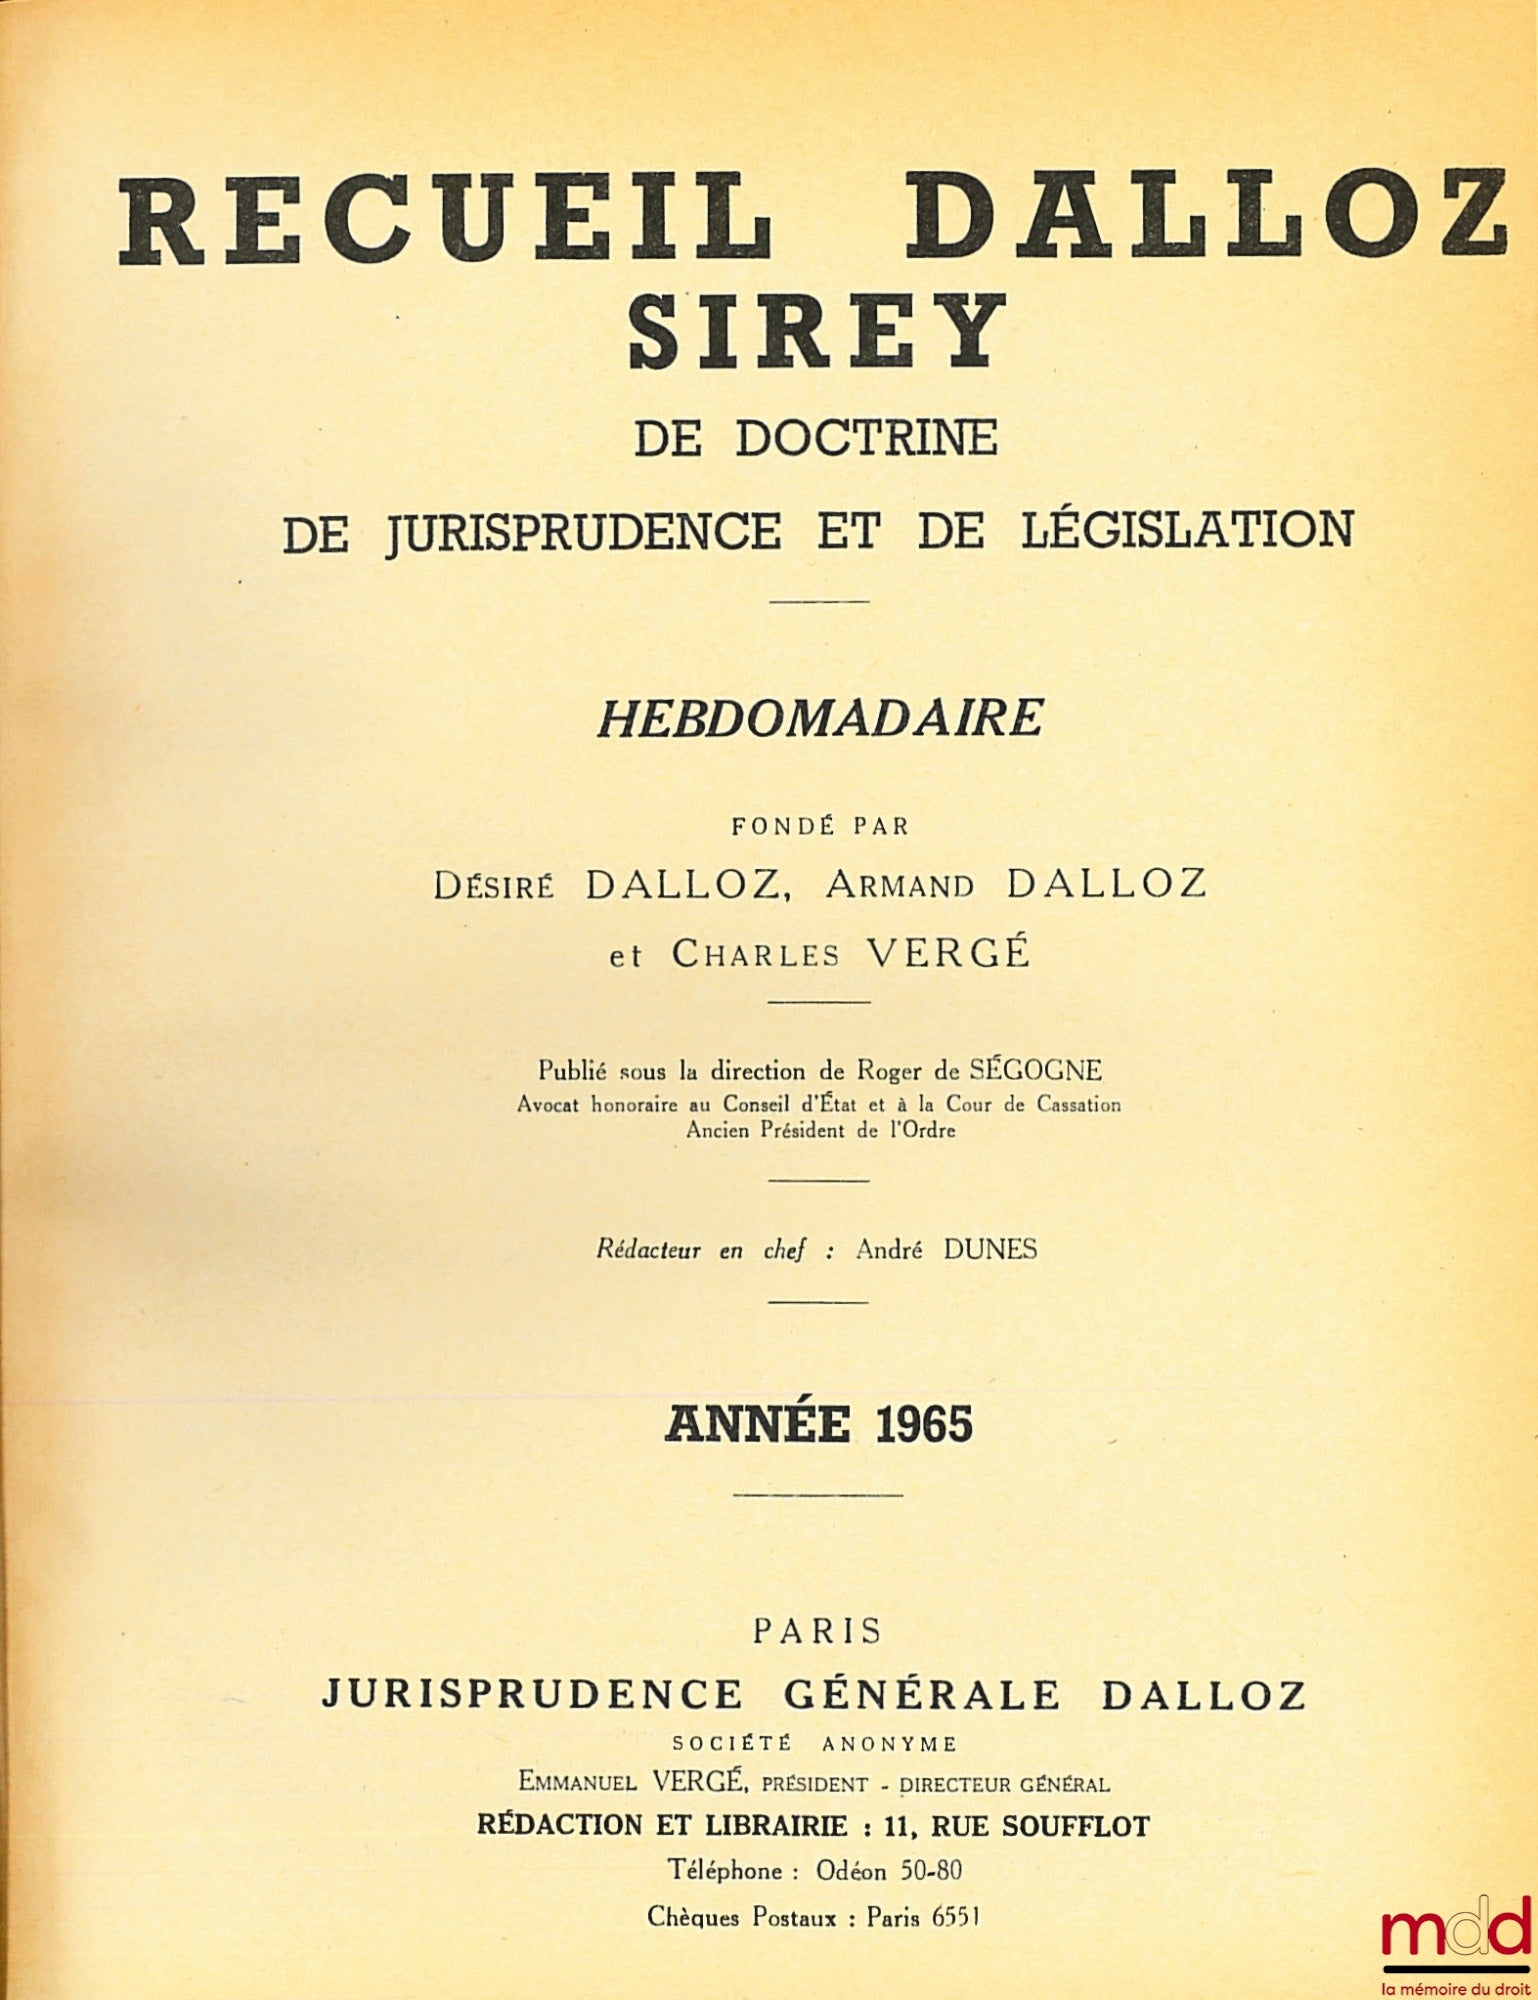 RECUEIL DALLOZ
SIREY
DE DOCTRINE
DE JURISPRUDENCE ET DE LÉGISLATION
HEBDOMADAIRE
FONDÉ PAR
DÉSIRÉ DALLOZ, ARMAND DALLOZ
et CHARLES VERGÉ
Publié sous la direction de Roger de SÉGOGNE
Avocat honoraire au Conseil d'État et à la Cour de Cassation
Ancien Président de l'Ordre
Rédacteur en chef : André DUNES
ANNÉE 1965
PARIS
JURISPRUDENCE GÉNÉRALE DALLOZ
SOCIÉTÉ ANONYME
EMMANUEL VERGÉ, PRÉSIDENT - DIRECTEUR GÉNÉRAL
RÉDACTION ET LIBRAIRIE : 11, RUE SOUFFLOT
Téléphone : Odéon 50-80
Chèques Postaux : Paris 6551
mdd
la mémoire du droit